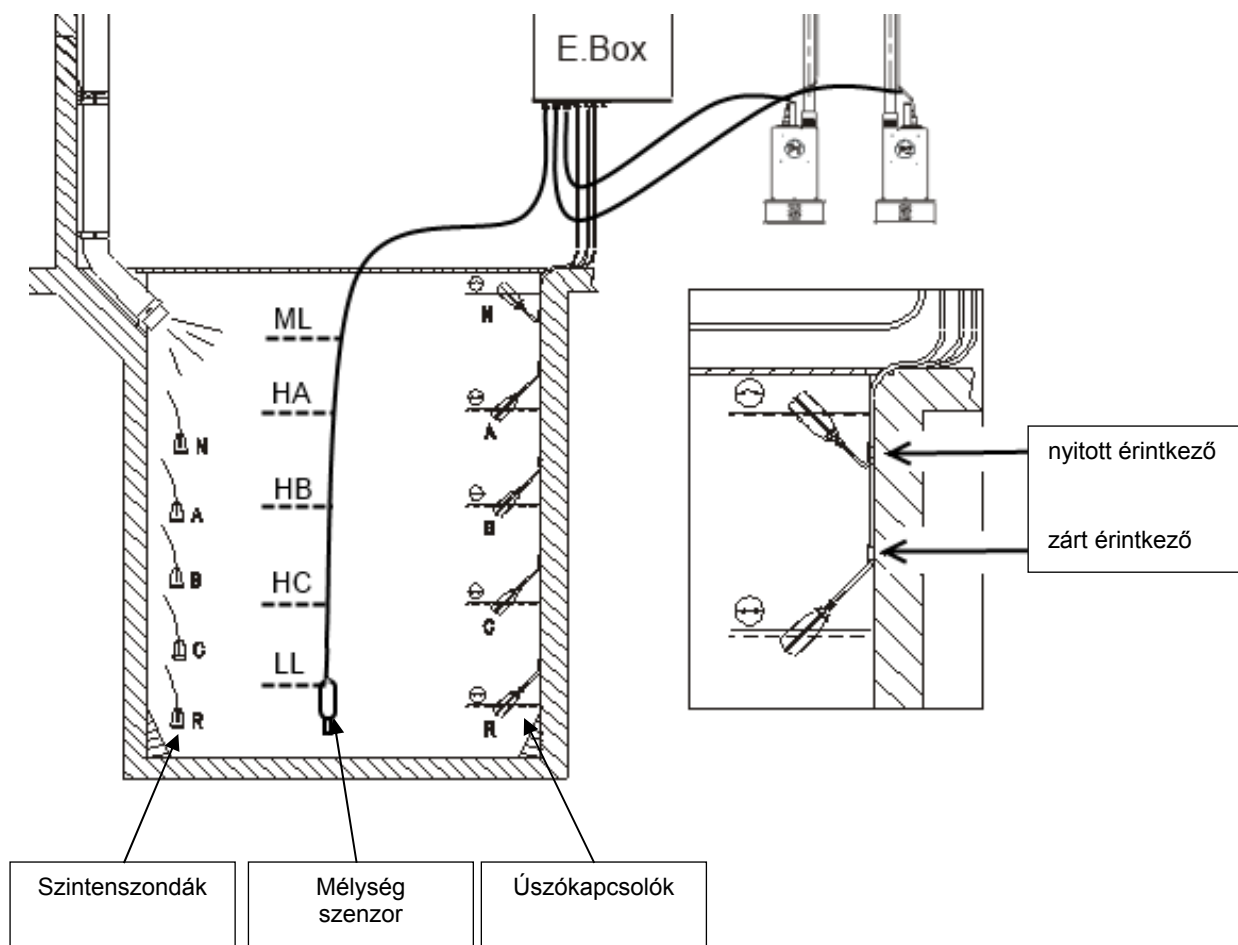 E.Box
ML
HA
HB
HC
LL
N
A
B
C
R
N
A
B
C
R
nyitott érintkező
zárt érintkező
Szintenszondák
Mélység
szenzor
Úszókapcsolók